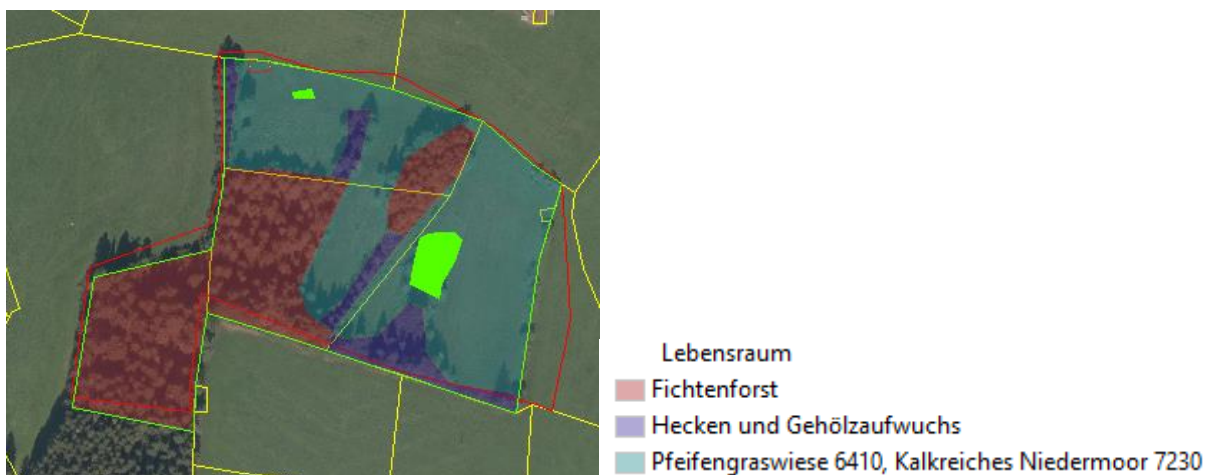 Lebensraum
Fichtenforst
Hecken und Gehölzaufwuchs
Pfeifengraswiese 6410, Kalkreiches Niedermoor 7230